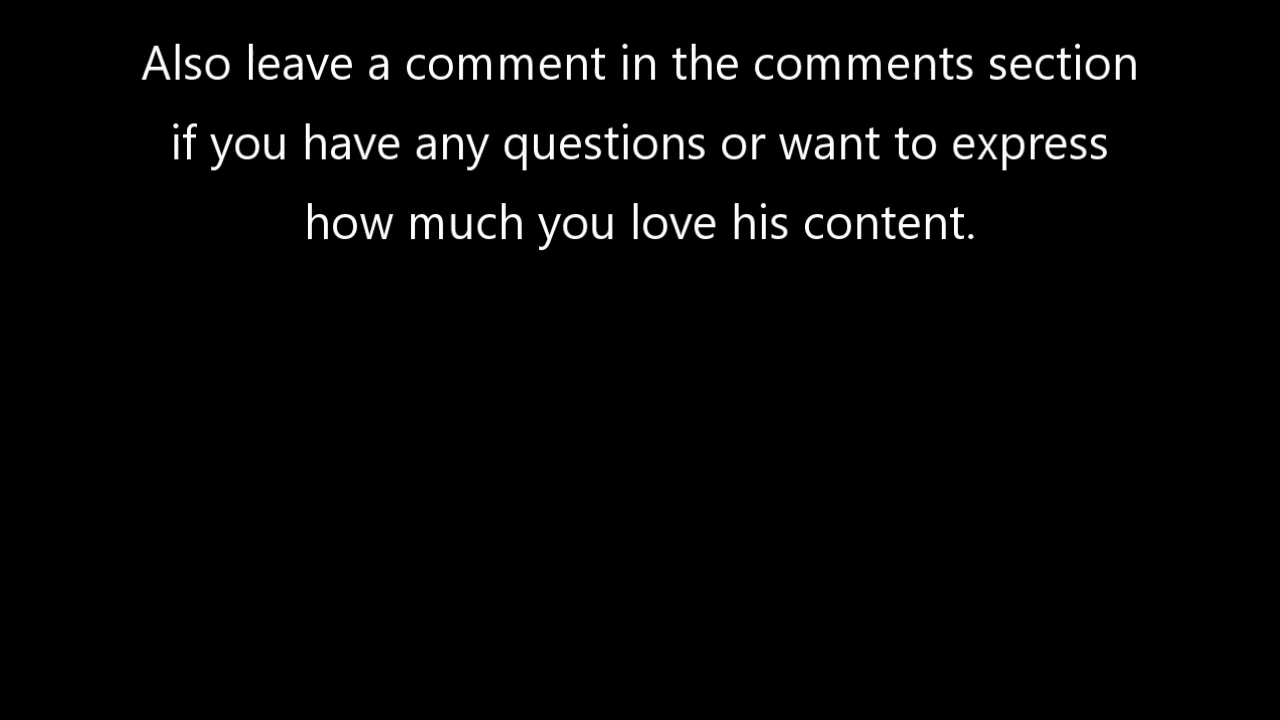 Also leave a comment in the comments section
if you have any questions or want to express
how much you love his content.